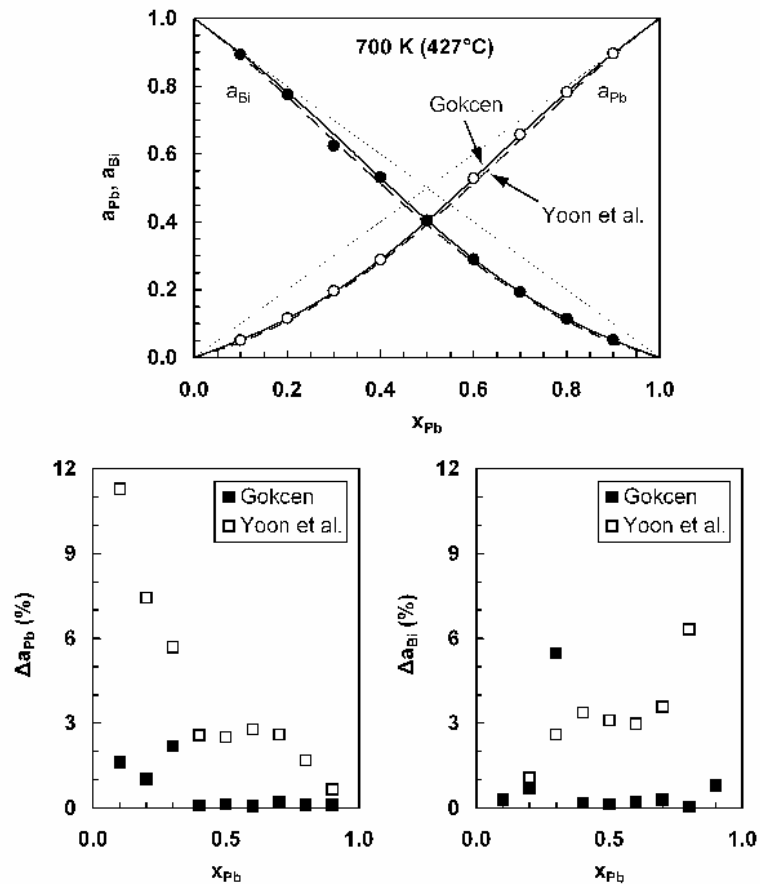 1.0
0.8
0.6
0.4
0.2
0.0
a_Pb, a_Bi
700 K (427°C)
a_Bi
Gokcen
a_Pb
Yoon et al.
0.0 0.2 0.4 0.6 0.8 1.0
x_Pb
12
9
6
3
0
Δa_Pb (%)
Gokcen
Yoon et al.
0.0 0.5 1.0
x_Pb
12
9
6
3
0
Δa_Bi (%)
Gokcen
Yoon et al.
0.0 0.5 1.0
x_Pb